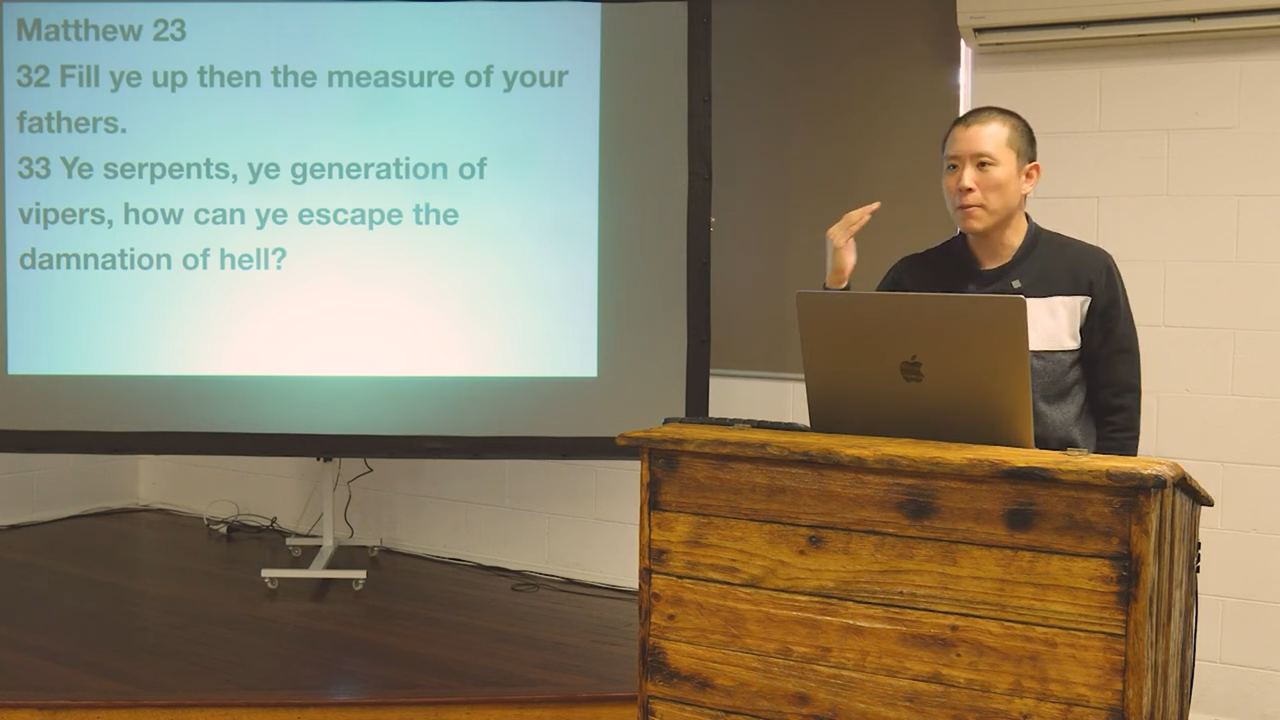 Matthew 23
32 Fill ye up then the measure of your
fathers.
33 Ye serpents, ye generation of
vipers, how can ye escape the
damnation of hell?